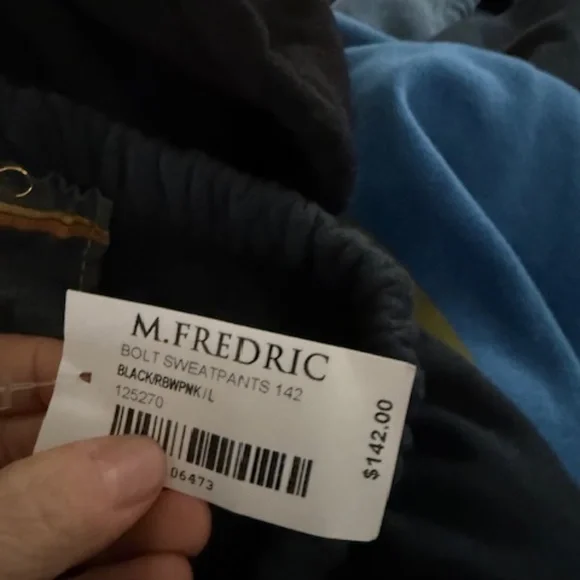 M.FREDRIC
BOLT SWEATPANTS 142
BLACK/RBWPNK/L
125270
06473
$142.00